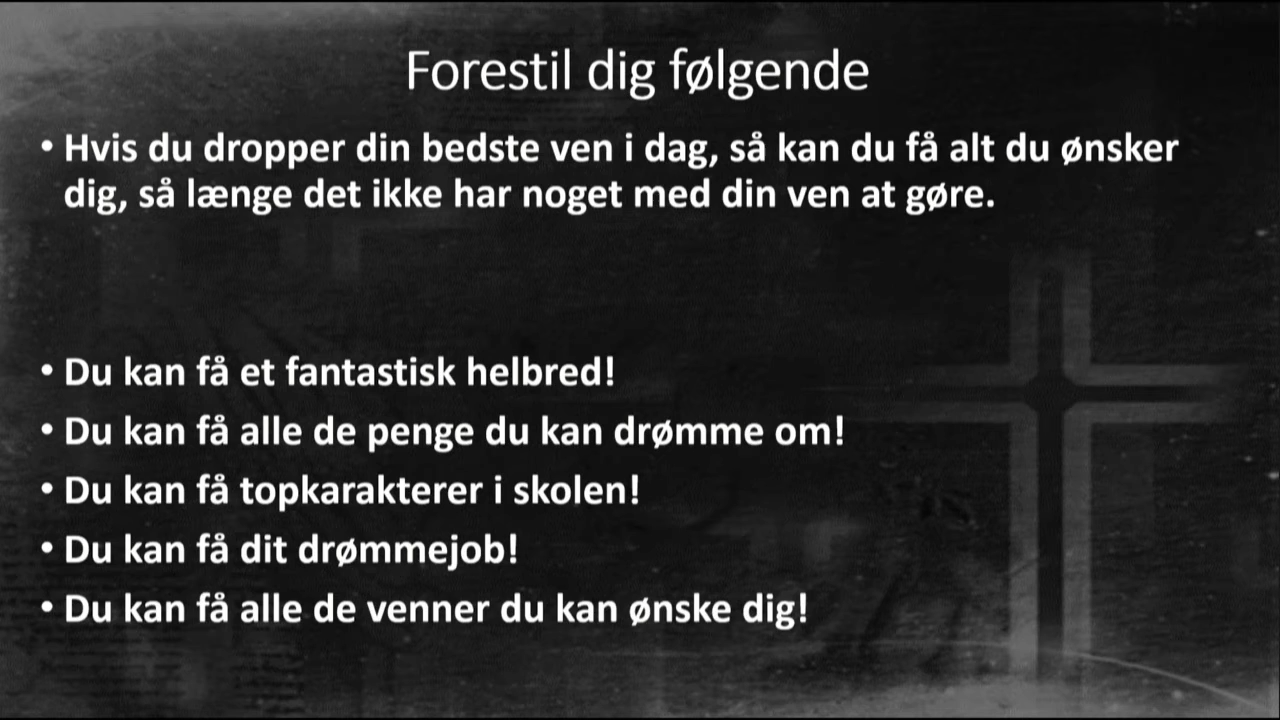 Forestil dig følgende
• Hvis du dropper din bedste ven i dag, så kan du få alt du ønsker
dig, så længe det ikke har noget med din ven at gøre.
• Du kan få et fantastisk helbred!
• Du kan få alle de penge du kan drømme om!
• Du kan få topkarakterer i skolen!
• Du kan få dit drømmejob!
• Du kan få alle de venner du kan ønske dig!